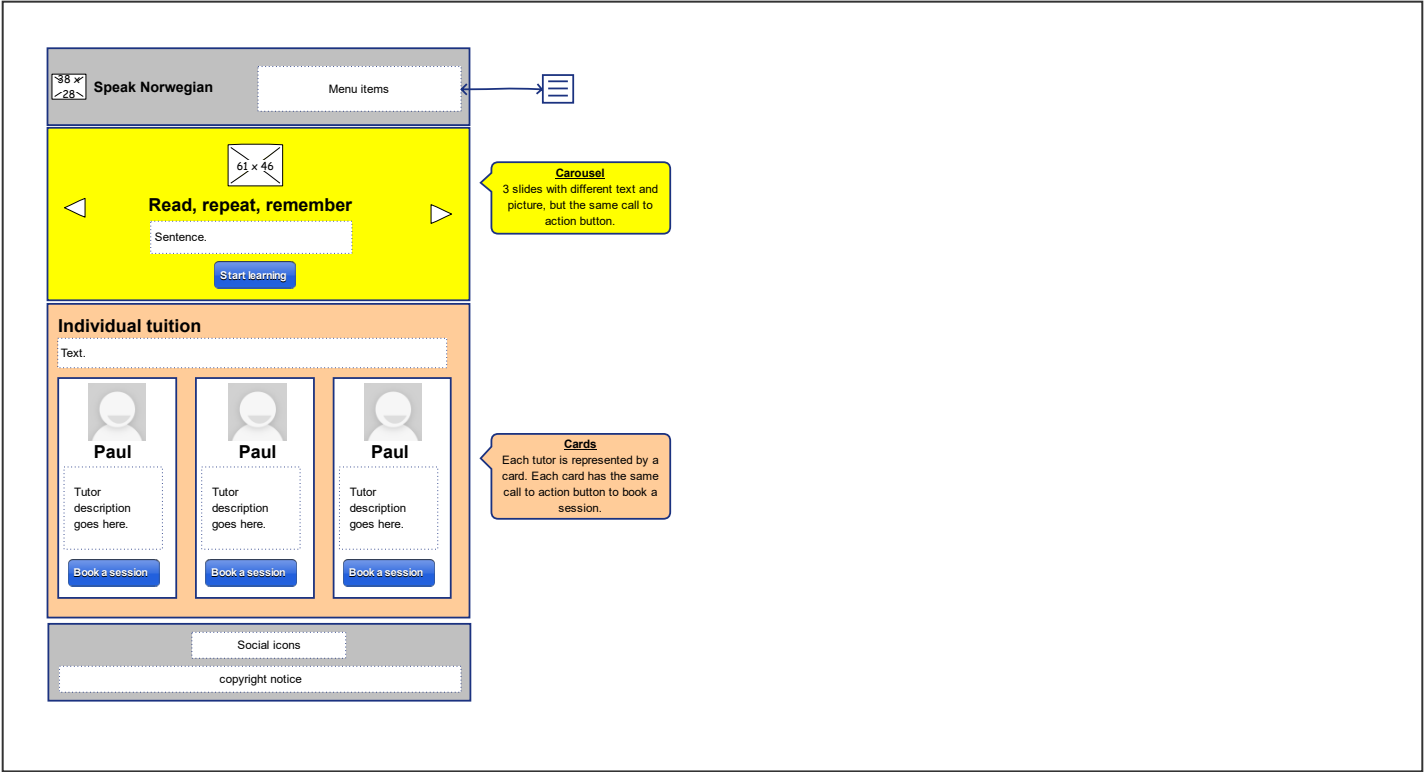 38 x
28
Speak Norwegian
Menu items
61 x 46
Read, repeat, remember
Sentence.
Start learning
Carousel
3 slides with different text and
picture, but the same call to
action button.
Individual tuition
Text.
Paul
Tutor
description
goes here.
Book a session
Paul
Tutor
description
goes here.
Book a session
Paul
Tutor
description
goes here.
Book a session
Cards
Each tutor is represented by a
card. Each card has the same
call to action button to book a
session.
Social icons
copyright notice